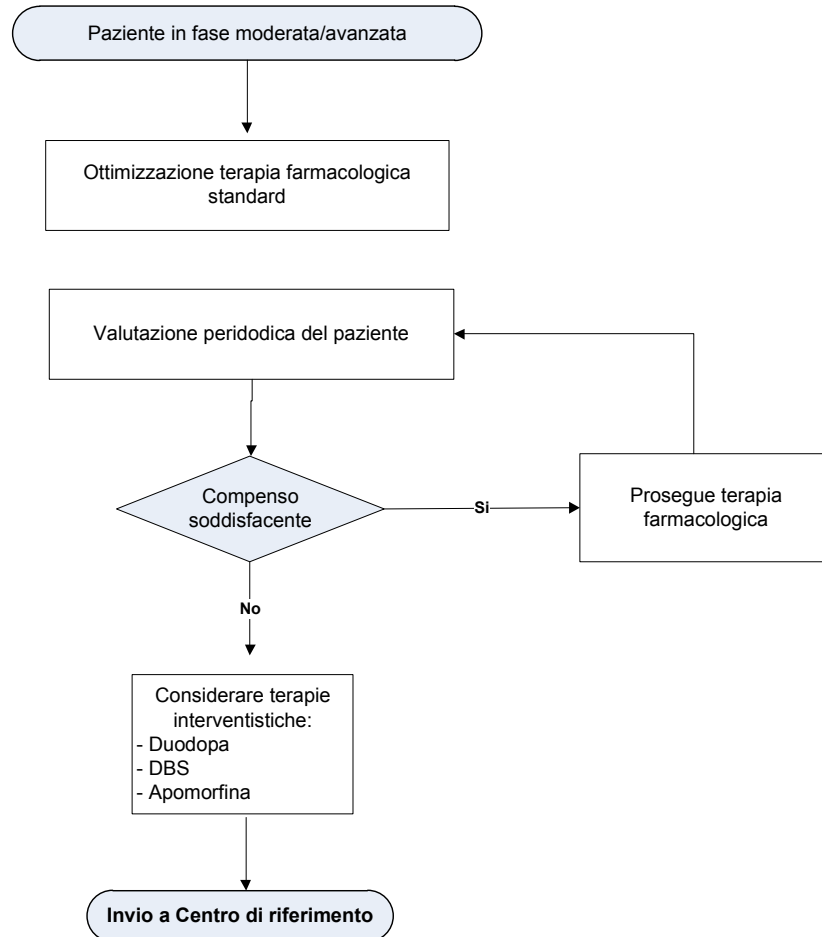 Paziente in fase moderata/avanzata
Ottimizzazione terapia farmacologica
standard
Valutazione peridodica del paziente
Compenso
soddisfacente
Si
Prosegue terapia
farmacologica
No
Considerare terapie
interventistiche:
- Duodopa
- DBS
- Apomorfina
Invio a Centro di riferimento